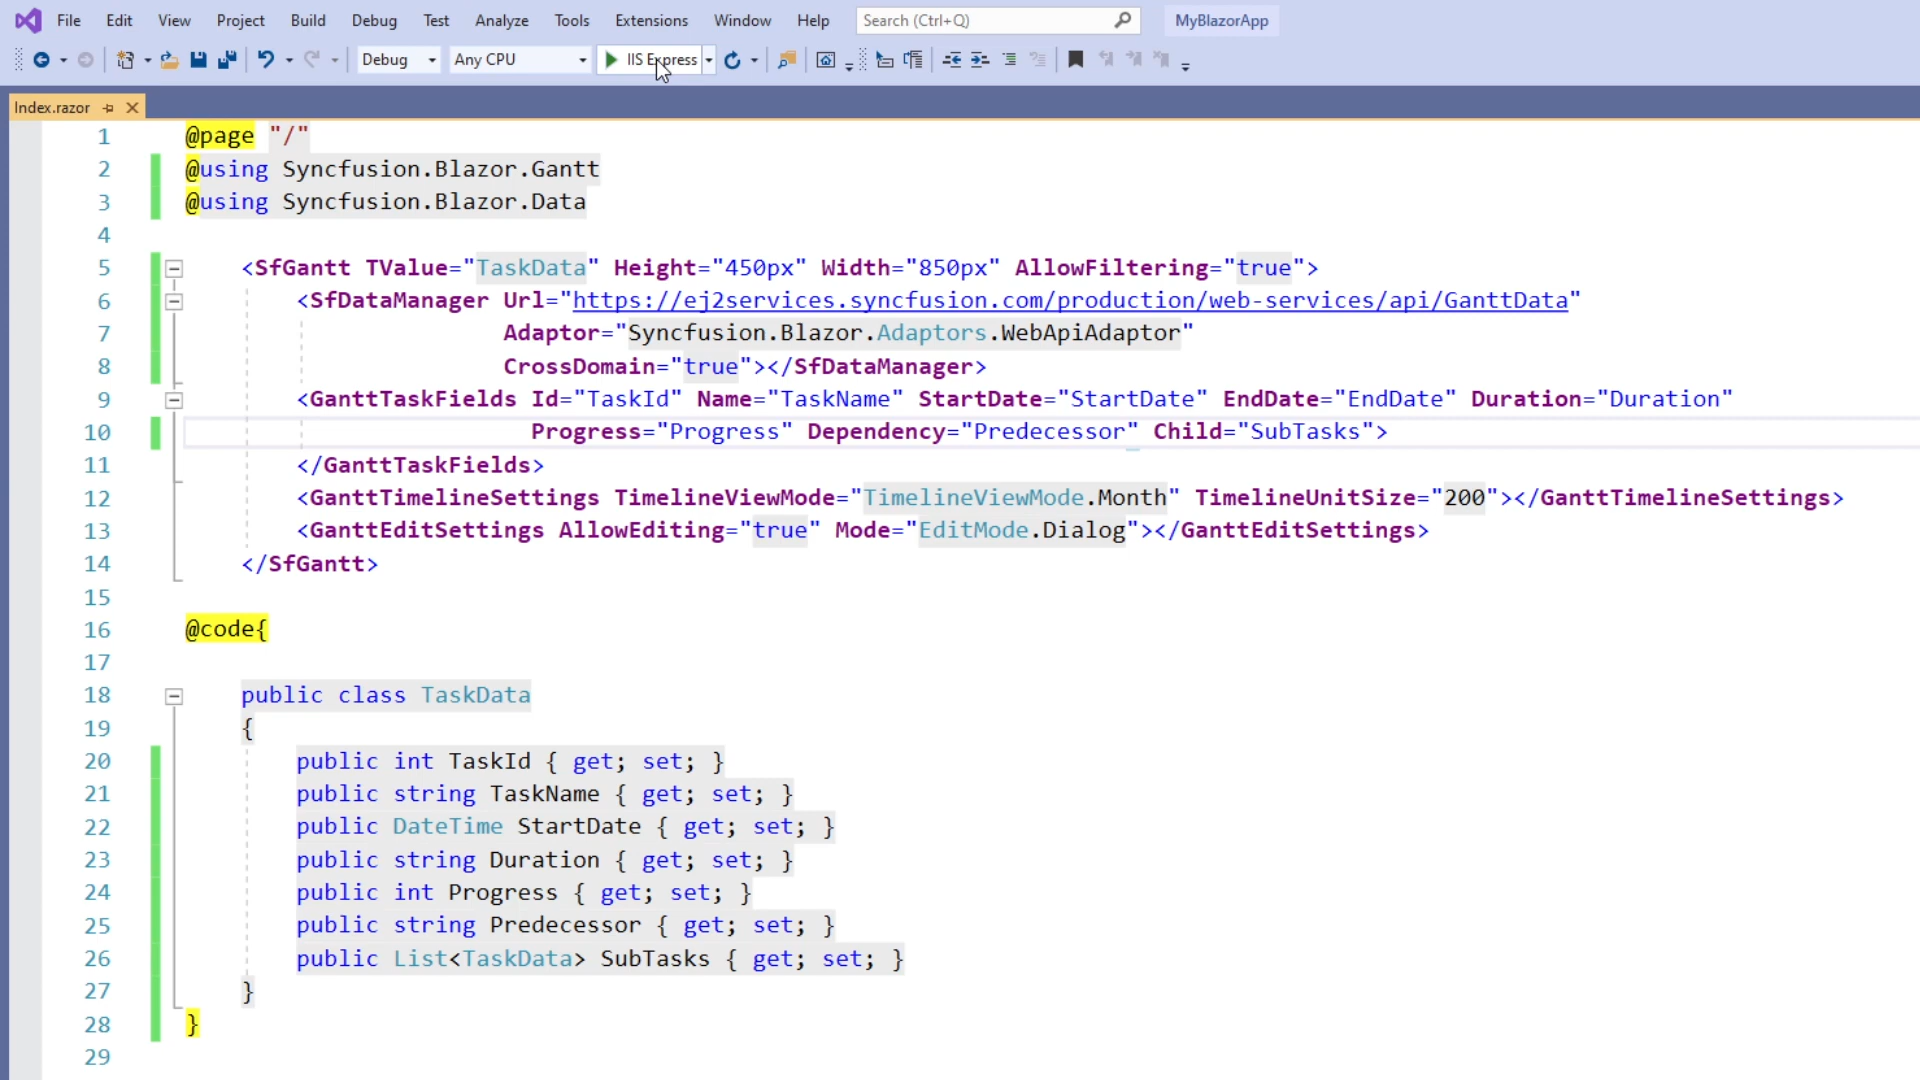 File Edit View Project Build Debug Test Analyze Tools Extensions Window Help Search (Ctrl+Q) MyBlazorApp
Debug Any CPU IIS Express
Index.razor
1 @page "/"
2 @using Syncfusion.Blazor.Gantt
3 @using Syncfusion.Blazor.Data
4
5 <SfGantt TValue="TaskData" Height="450px" Width="850px" AllowFiltering="true">
6 <SfDataManager Url="https://ej2services.syncfusion.com/production/web-services/api/GanttData"
7 Adaptor="Syncfusion.Blazor.Adaptors.WebApiAdaptor"
8 CrossDomain="true"></SfDataManager>
9 <GanttTaskFields Id="TaskId" Name="TaskName" StartDate="StartDate" EndDate="EndDate" Duration="Duration"
10 Progress="Progress" Dependency="Predecessor" Child="SubTasks">
11 </GanttTaskFields>
12 <GanttTimelineSettings TimelineViewMode="TimelineViewMode.Month" TimelineUnitSize="200"></GanttTimelineSettings>
13 <GanttEditSettings AllowEditing="true" Mode="EditMode.Dialog"></GanttEditSettings>
14 </SfGantt>
15
16 @code{
17
18 public class TaskData
19 {
20 public int TaskId { get; set; }
21 public string TaskName { get; set; }
22 public DateTime StartDate { get; set; }
23 public string Duration { get; set; }
24 public int Progress { get; set; }
25 public string Predecessor { get; set; }
26 public List<TaskData> SubTasks { get; set; }
27 }
28 }
29